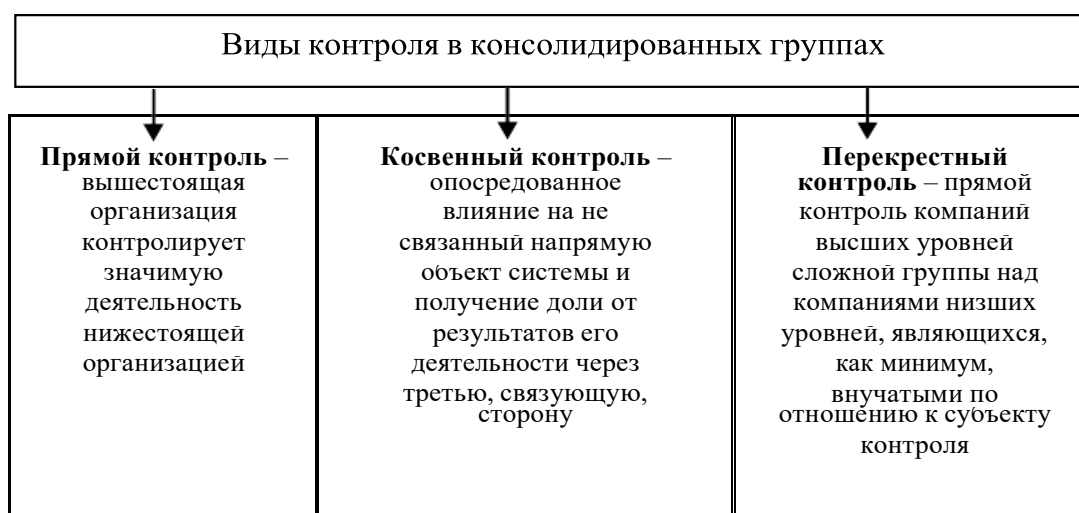 Виды контроля в консолидированных группах
Прямой контроль –
вышестоящая
организация
контролирует
значимую
деятельность
нижестоящей
организацией
Косвенный контроль –
опосредованное
влияние на не
связанный напрямую
объект системы и
получение доли от
результатов его
деятельности через
третью, связующую,
сторону
Перекрестный
контроль – прямой
контроль компаний
высших уровней
сложной группы над
компаниями низших
уровней, являющихся,
как минимум,
внучатыми по
отношению к субъекту
контроля